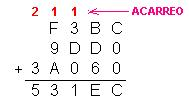 2 1 1 ACARREO
F 3 B C
9 D D 0
+ 3 A 0 6 0
5 3 1 E C